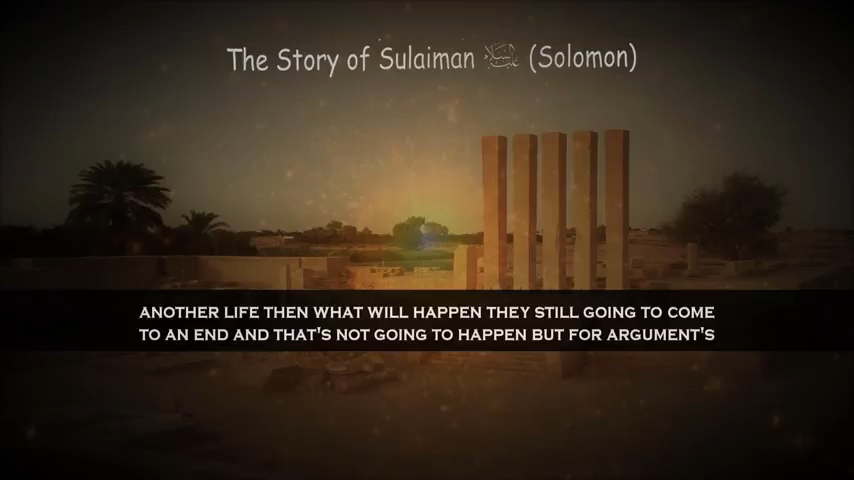 The Story of Sulaiman عليه السلام (Solomon)
ANOTHER LIFE THEN WHAT WILL HAPPEN THEY STILL GOING TO COME
TO AN END AND THAT'S NOT GOING TO HAPPEN BUT FOR ARGUMENT'S